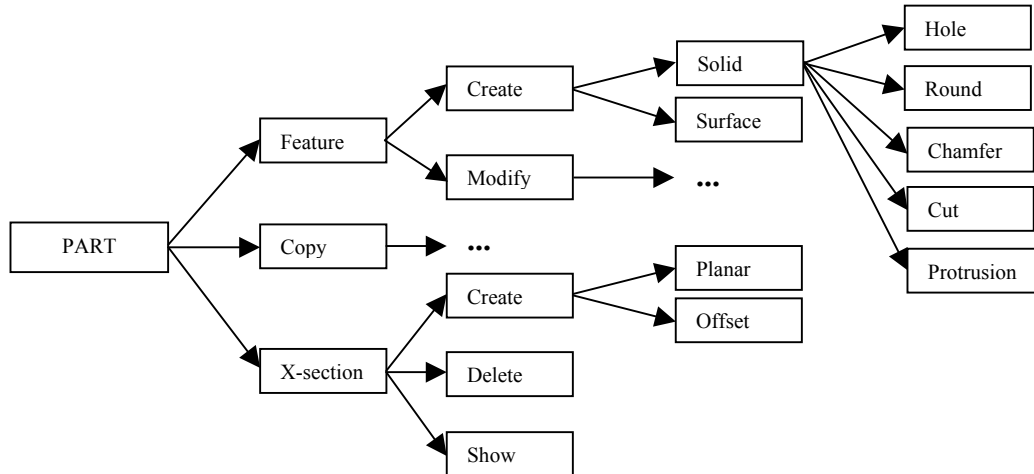 Hole
Solid
Round
Create
Surface
Feature
Chamfer
Modify
...
Cut
PART
Copy
...
Planar
Protrusion
Create
Offset
X-section
Delete
Show